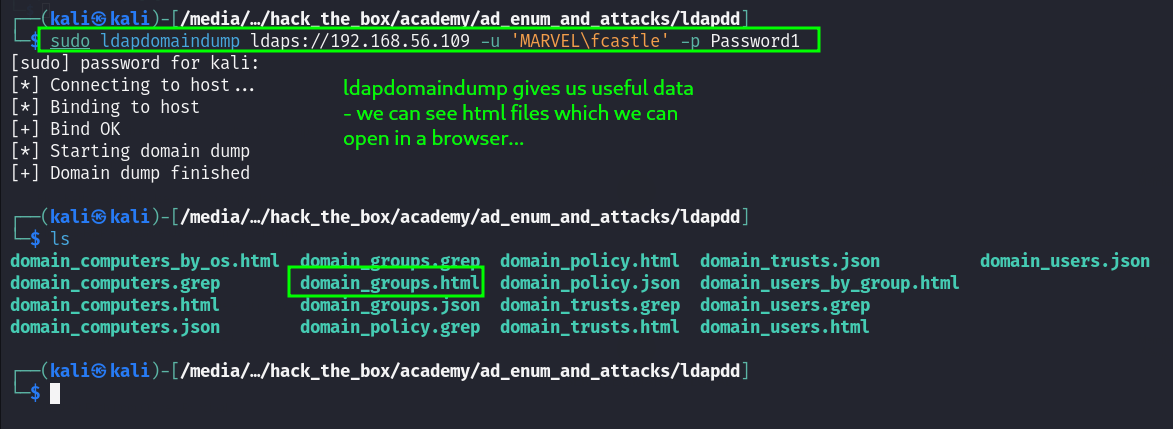 ┌──(kali㉿kali)-[/media/…/hack_the_box/academy/ad_enum_and_attacks/ldapdd]
└─$ sudo ldapdomaindump ldaps://192.168.56.109 -u 'MARVEL\fcastle' -p Password1
[sudo] password for kali:
[*] Connecting to host...
[*] Binding to host
[+] Bind OK
[*] Starting domain dump
[+] Domain dump finished
ldapdomaindump gives us useful data
- we can see html files which we can
open in a browser...
┌──(kali㉿kali)-[/media/…/hack_the_box/academy/ad_enum_and_attacks/ldapdd]
└─$ ls
domain_computers_by_os.html domain_groups.grep domain_policy.html domain_trusts.json domain_users.json
domain_computers.grep domain_groups.html domain_policy.json domain_users_by_group.html
domain_computers.html domain_groups.json domain_trusts.grep domain_users.grep
domain_computers.json domain_policy.grep domain_trusts.html domain_users.html
┌──(kali㉿kali)-[/media/…/hack_the_box/academy/ad_enum_and_attacks/ldapdd]
└─$